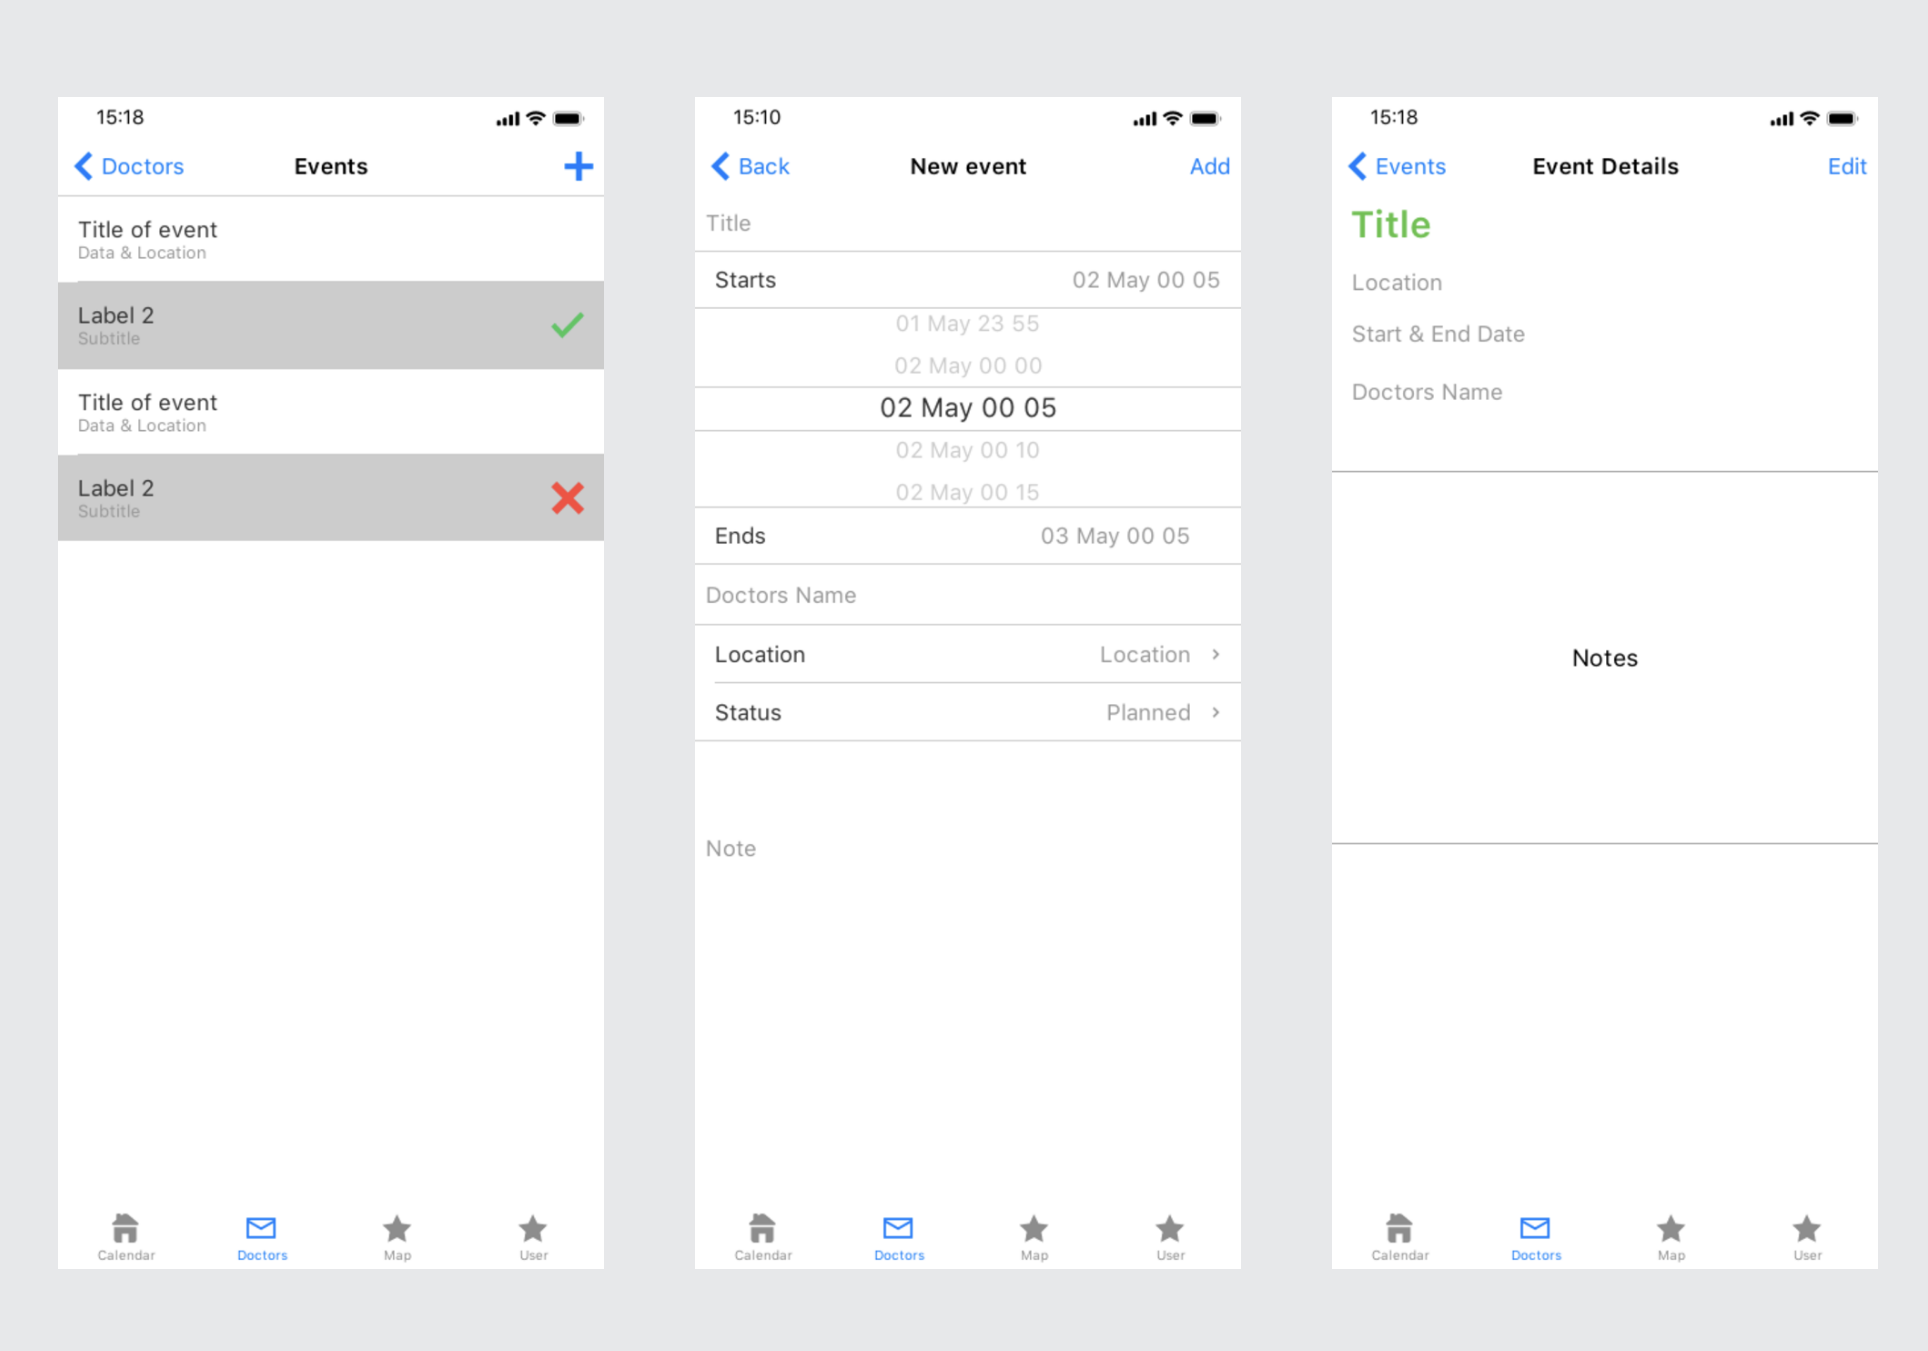 15:18
Doctors
Events
Title of event
Data & Location
Label 2
Subtitle
Title of event
Data & Location
Label 2
Subtitle
Calendar
Doctors
Map
User
15:10
Back
New event
Add
Title
Starts
02 May 00 05
01 May 23 55
02 May 00 00
02 May 00 05
02 May 00 10
02 May 00 15
Ends
03 May 00 05
Doctors Name
Location
Location
Status
Planned
Note
Calendar
Doctors
Map
User
15:18
Events
Event Details
Edit
Title
Location
Start & End Date
Doctors Name
Notes
Calendar
Doctors
Map
User